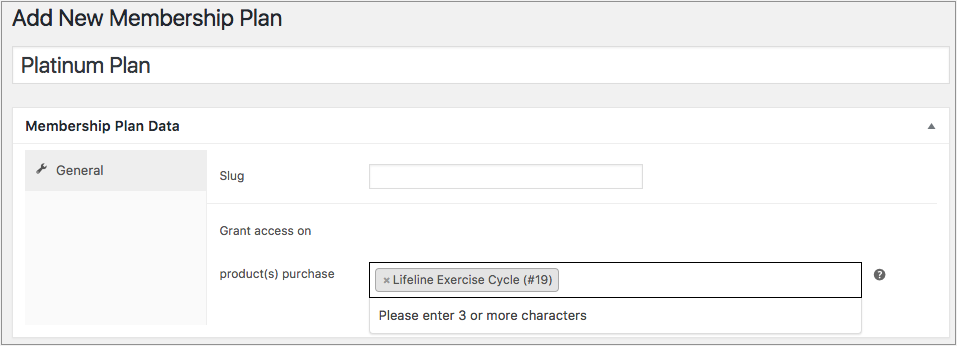 Add New Membership Plan
Platinum Plan
Membership Plan Data
General
Slug
Grant access on
product(s) purchase
× Lifeline Exercise Cycle (#19)
Please enter 3 or more characters